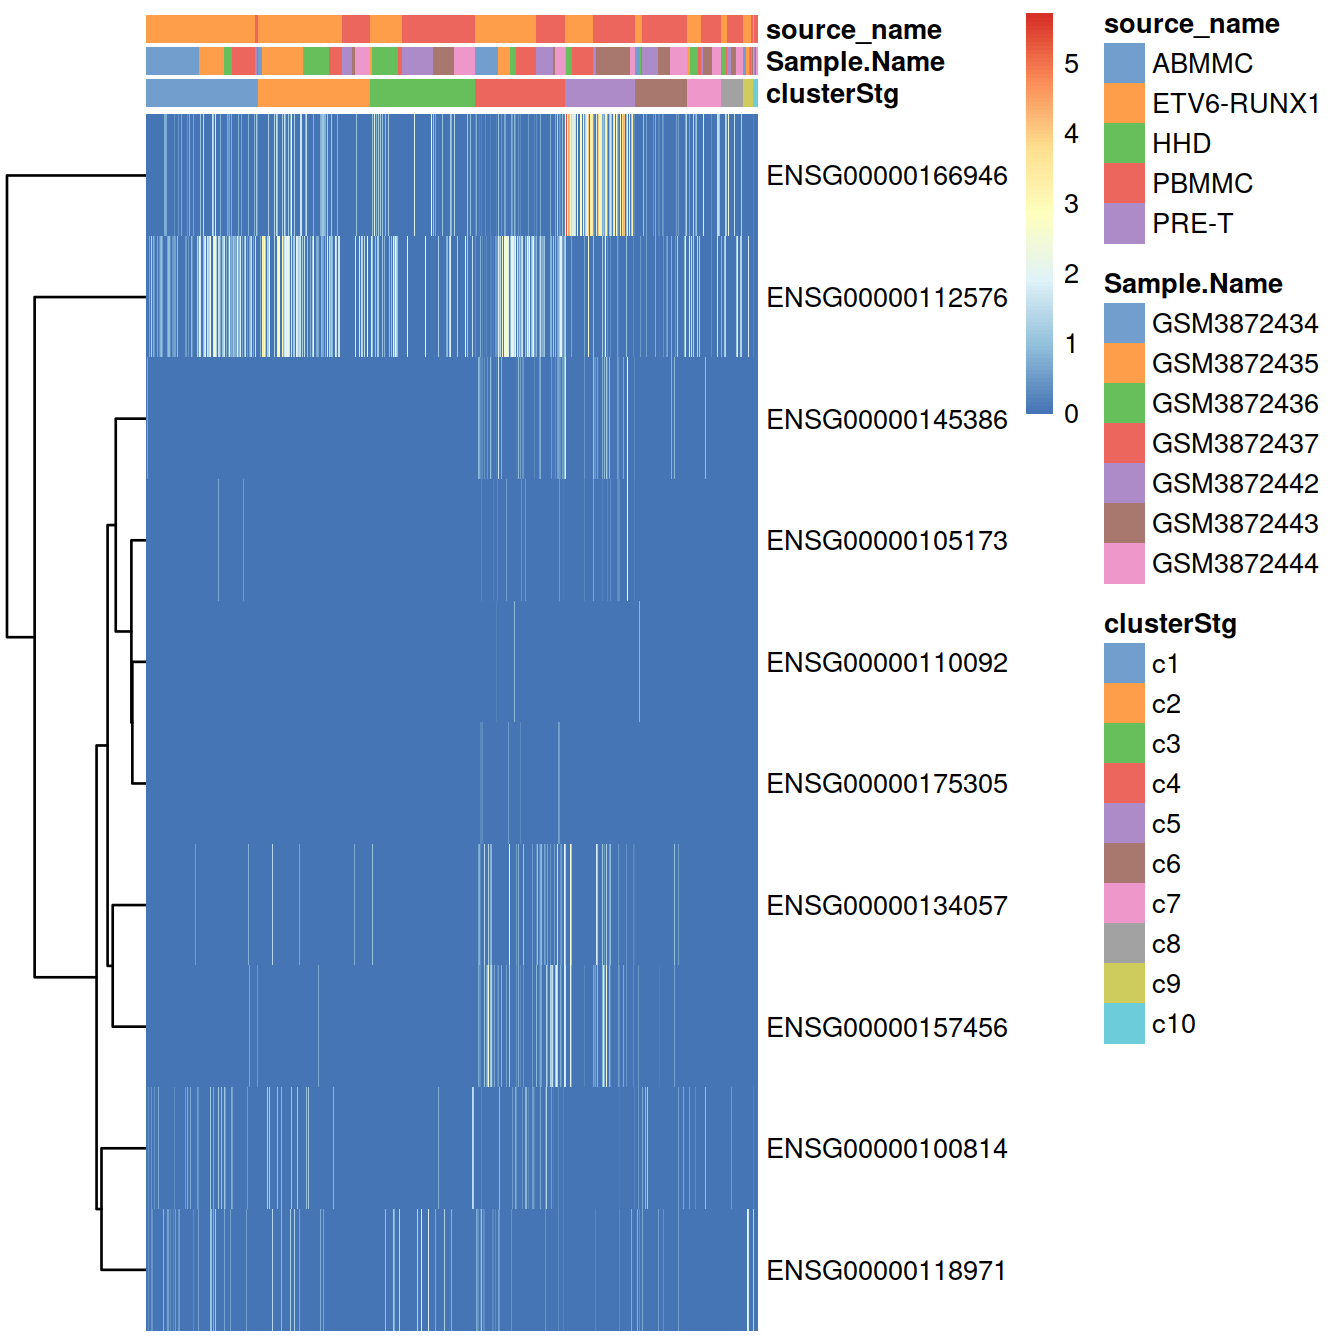 source_name
Sample.Name
clusterStg
ENSG00000166946
ENSG00000112576
ENSG00000145386
ENSG00000105173
ENSG00000110092
ENSG00000175305
ENSG00000134057
ENSG00000157456
ENSG00000100814
ENSG00000118971
5
4
3
2
1
0
source_name
ABMMC
ETV6-RUNX1
HHD
PBMMC
PRE-T
Sample.Name
GSM3872434
GSM3872435
GSM3872436
GSM3872437
GSM3872442
GSM3872443
GSM3872444
clusterStg
c1
c2
c3
c4
c5
c6
c7
c8
c9
c10